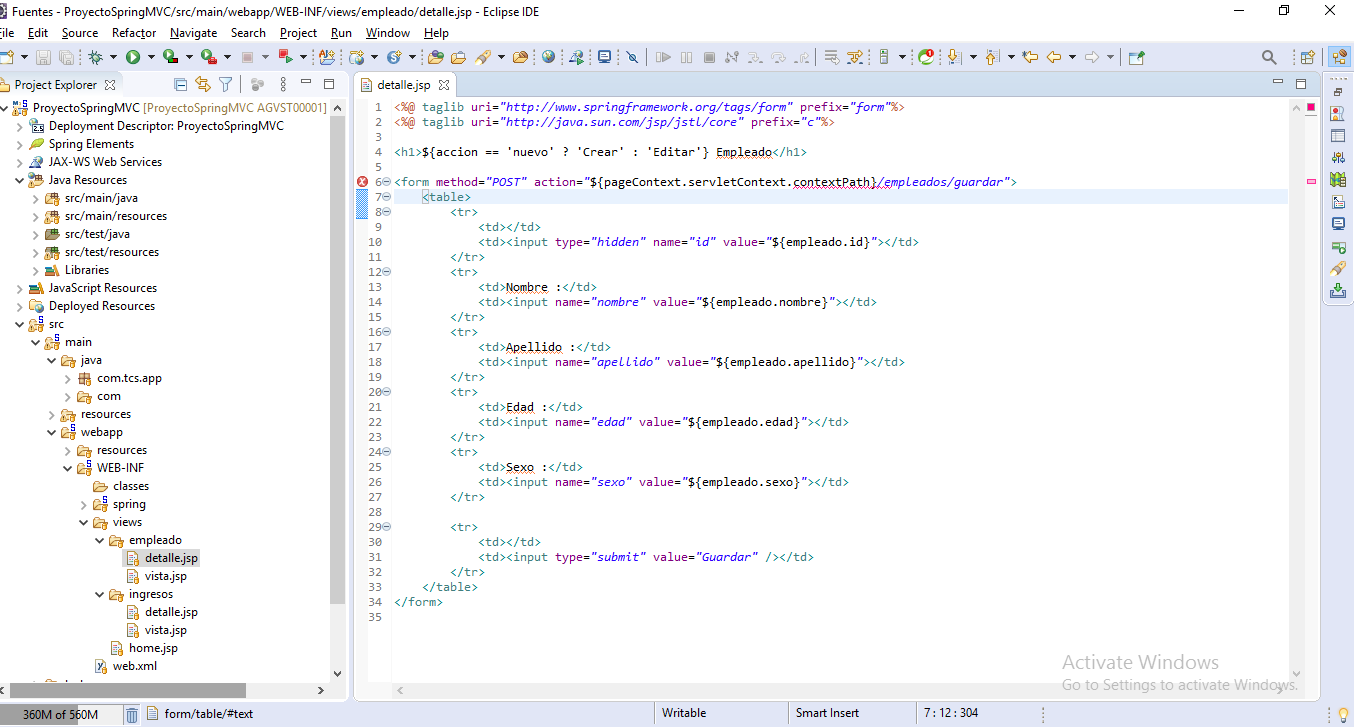 Fuentes - ProyectoSpringMVC/src/main/webapp/WEB-INF/views/empleado/detalle.jsp - Eclipse IDE
File Edit Source Refactor Navigate Search Project Run Window Help
Project Explorer
detalle.jsp
ProyectoSpringMVC [ProyectoSpringMVC AGVST00001]
Deployment Descriptor: ProyectoSpringMVC
Spring Elements
JAX-WS Web Services
Java Resources
src/main/java
src/main/resources
src/test/java
src/test/resources
Libraries
JavaScript Resources
Deployed Resources
src
main
java
com.tcs.app
com
resources
webapp
resources
WEB-INF
classes
spring
views
empleado
detalle.jsp
vista.jsp
ingresos
detalle.jsp
vista.jsp
home.jsp
web.xml
1 <%@ taglib uri="http://www.springframework.org/tags/form" prefix="form"%>
2 <%@ taglib uri="http://java.sun.com/jsp/jstl/core" prefix="c"%>
3
4 <h1>${accion == 'nuevo' ? 'Crear' : 'Editar'} Empleado</h1>
5
6 <form method="POST" action="${pageContext.servletContext.contextPath}/empleados/guardar">
7 <table>
8 <tr>
9 <td></td>
10 <td><input type="hidden" name="id" value="${empleado.id}"></td>
11 </tr>
12 <tr>
13 <td>Nombre :</td>
14 <td><input name="nombre" value="${empleado.nombre}"></td>
15 </tr>
16 <tr>
17 <td>Apellido :</td>
18 <td><input name="apellido" value="${empleado.apellido}"></td>
19 </tr>
20 <tr>
21 <td>Edad :</td>
22 <td><input name="edad" value="${empleado.edad}"></td>
23 </tr>
24 <tr>
25 <td>Sexo :</td>
26 <td><input name="sexo" value="${empleado.sexo}"></td>
27 </tr>
28
29 <tr>
30 <td></td>
31 <td><input type="submit" value="Guardar" /></td>
32 </tr>
33 </table>
34 </form>
35
Activate Windows
Go to Settings to activate Windows.
360M of 560M
form/table/#text
Writable
Smart Insert
7 : 12 : 304